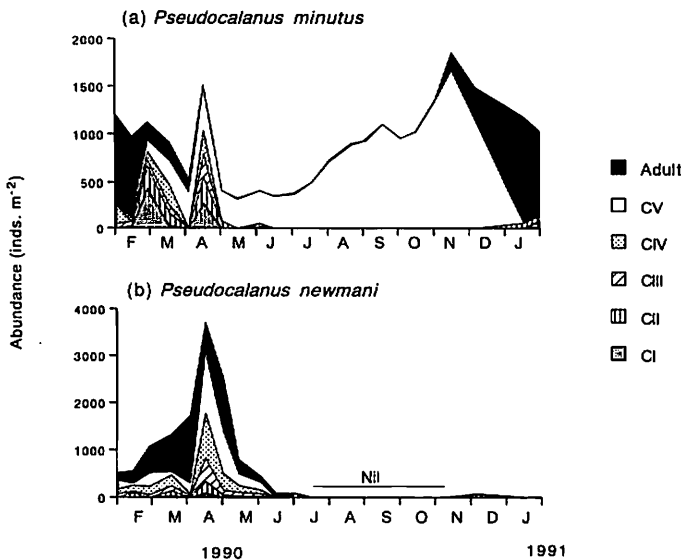 (a) Pseudocalanus minutus
2000
1500
1000
500
0
F M A M J J A S O N D J
Abundance (inds. m-2)
Adult
CV
CIV
CIII
CII
CI
(b) Pseudocalanus newmani
4000
3000
2000
1000
0
Nil
F M A M J J A S O N D J
1990 1991